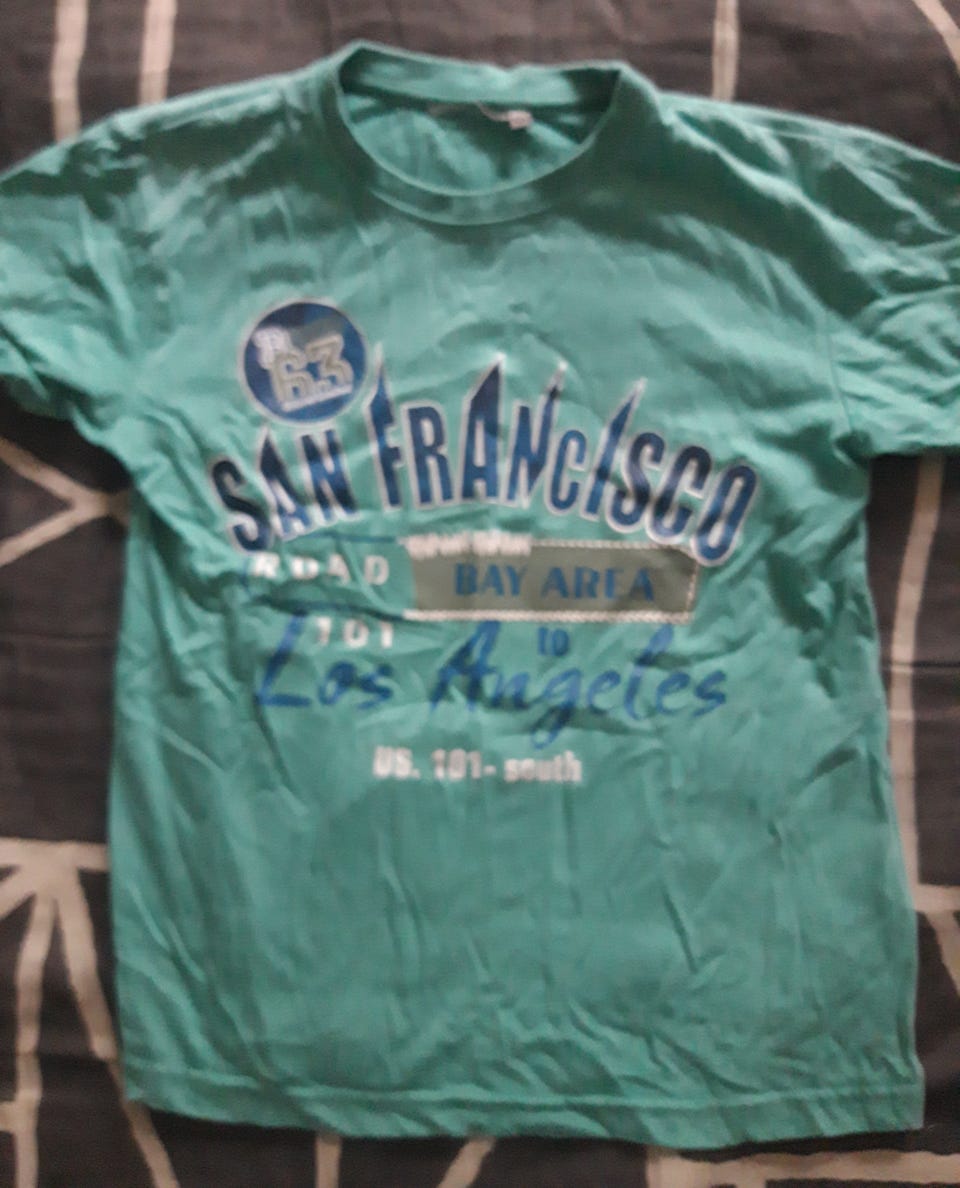 63
SAN FRANCISCO
ROAD
BAY AREA
101
to
Los Angeles
US. 101- south